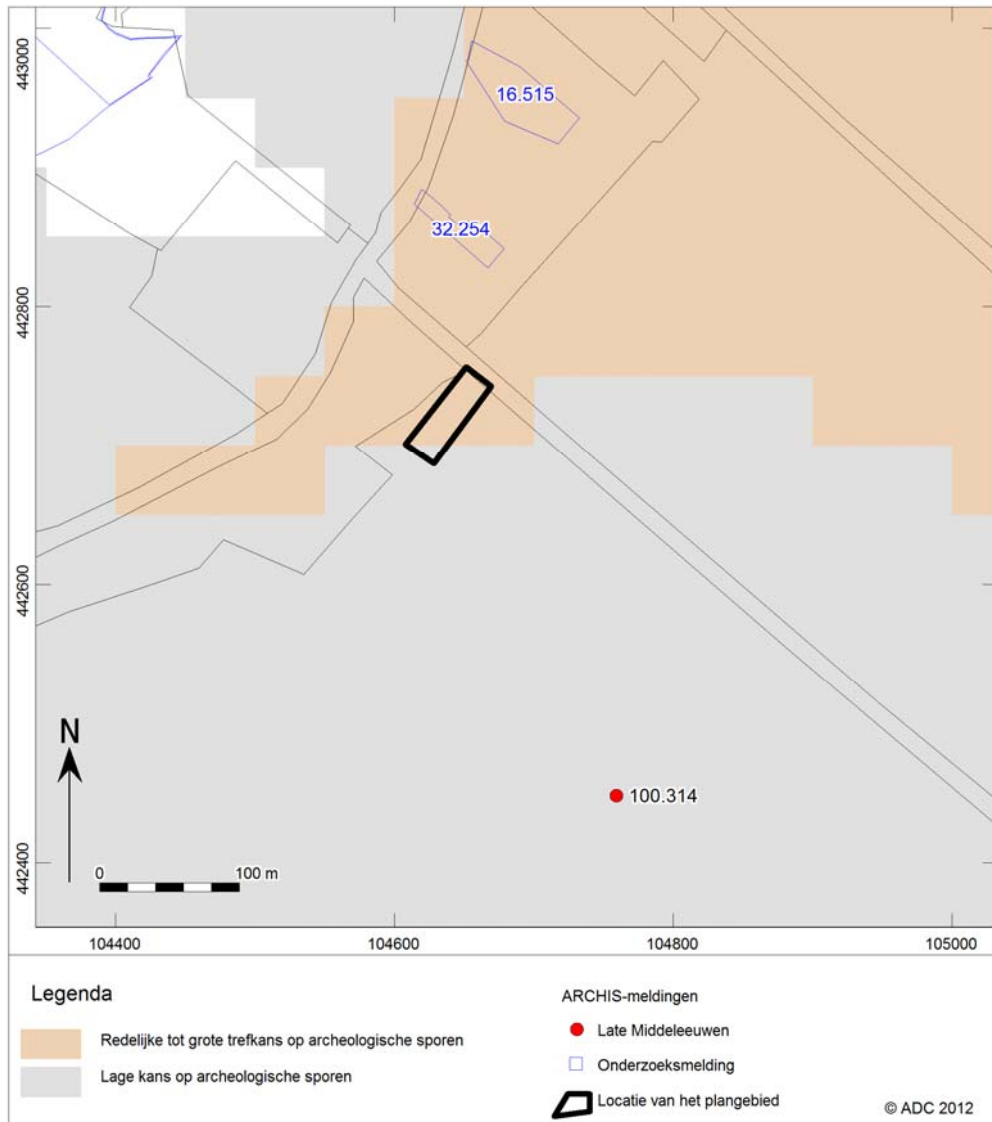 443000
16.515
32.254
442800
442600
N
100.314
0 100 m
442400
104400 104600 104800 105000
Legenda
Redelijke tot grote trefkans op archeologische sporen
Lage kans op archeologische sporen
ARCHIS-meldingen
Late Middeleeuwen
Onderzoeksmelding
Locatie van het plangebied
© ADC 2012